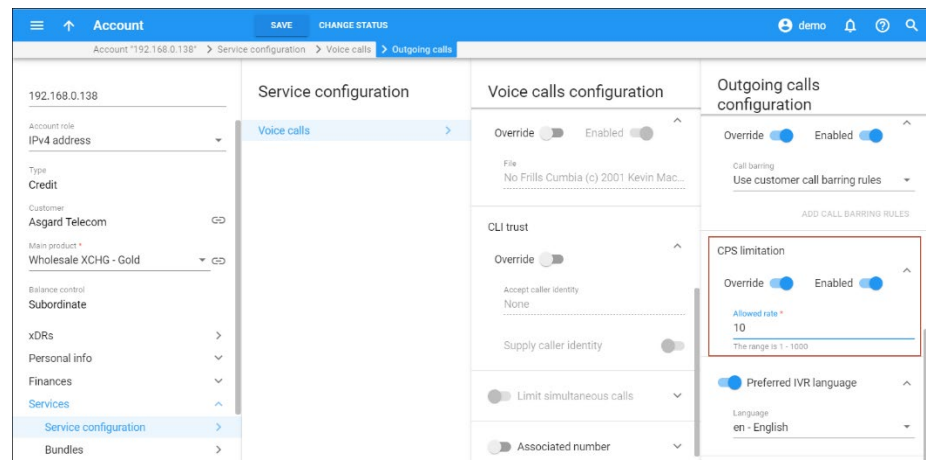 Account
SAVE
CHANGE STATUS
demo
Account "192.168.0.138" > Service configuration > Voice calls > Outgoing calls
192.168.0.138
Account role
IPv4 address
Type
Credit
Customer
Asgard Telecom
Main product *
Wholesale XCHG - Gold
Balance control
Subordinate
xDRs
Personal info
Finances
Services
Service configuration
Bundles
Service configuration
Voice calls
Voice calls configuration
Override Enabled
File
No Frills Cumbia (c) 2001 Kevin Mac...
CLI trust
Override
Accept caller identity
None
Supply caller identity
Limit simultaneous calls
Associated number
Outgoing calls
configuration
Override Enabled
Call barring
Use customer call barring rules
ADD CALL BARRING RULES
CPS limitation
Override Enabled
Allowed rate *
10
The range is 1 - 1000
Preferred IVR language
Language
en - English